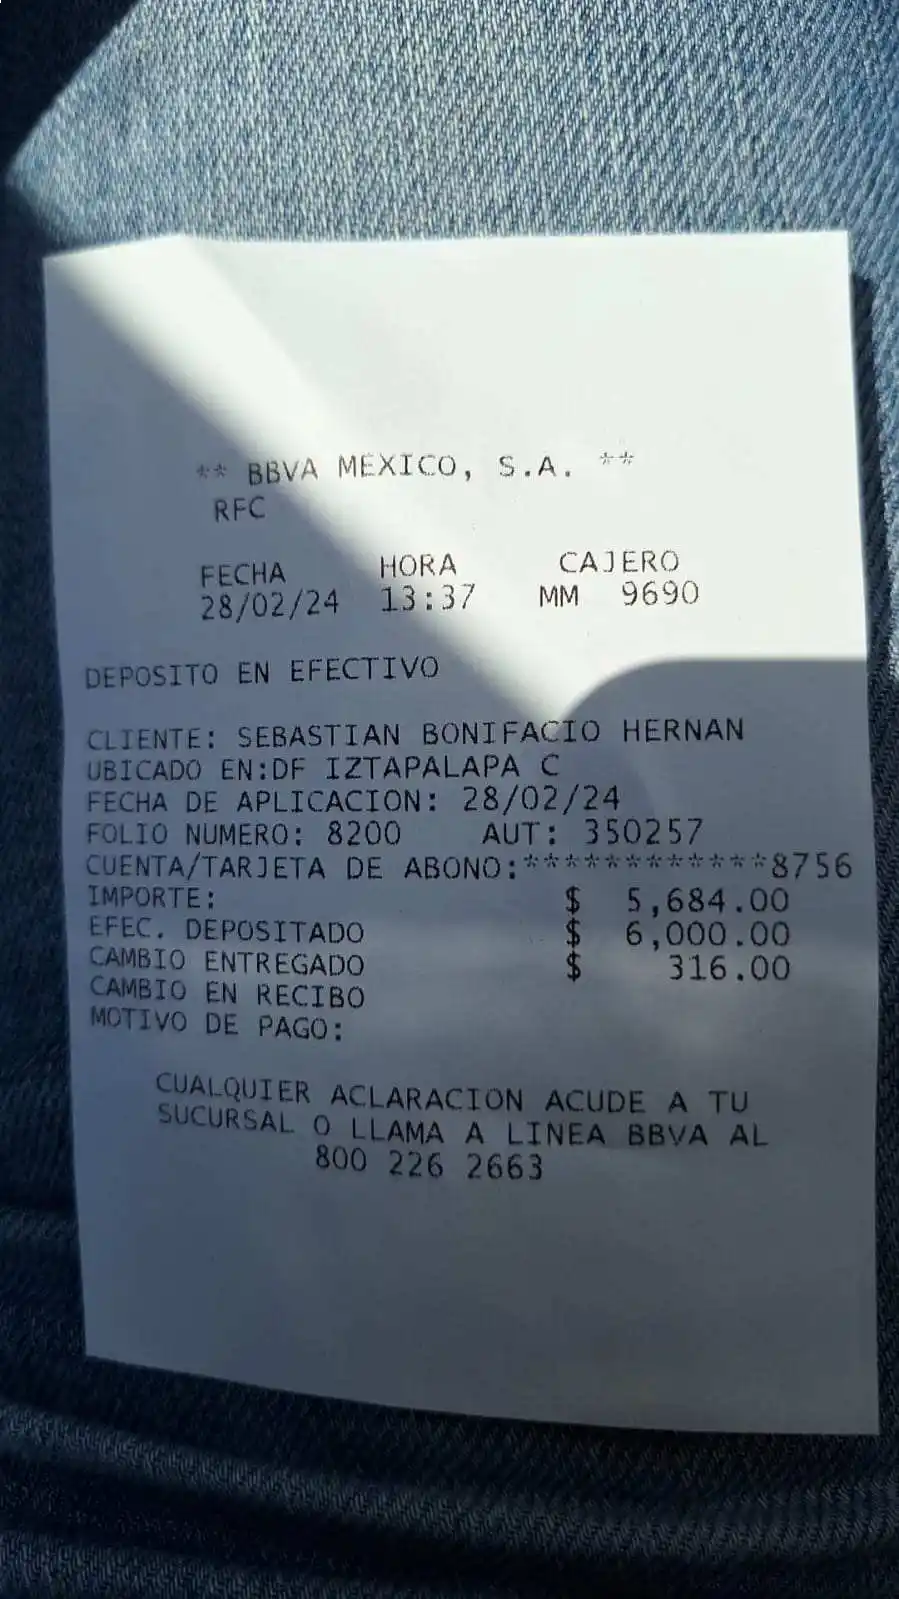 ** BBVA MEXICO, S.A. **
RFC
FECHA HORA CAJERO
28/02/24 13:37 MM 9690
DEPOSITO EN EFECTIVO
CLIENTE: SEBASTIAN BONIFACIO HERNAN
UBICADO EN:DF IZTAPALAPA C
FECHA DE APLICACION: 28/02/24
FOLIO NUMERO: 8200 AUT: 350257
CUENTA/TARJETA DE ABONO:************8756
IMPORTE: $ 5,684.00
EFEC. DEPOSITADO $ 6,000.00
CAMBIO ENTREGADO $ 316.00
CAMBIO EN RECIBO
MOTIVO DE PAGO:
CUALQUIER ACLARACION ACUDE A TU
SUCURSAL O LLAMA A LINEA BBVA AL
800 226 2663